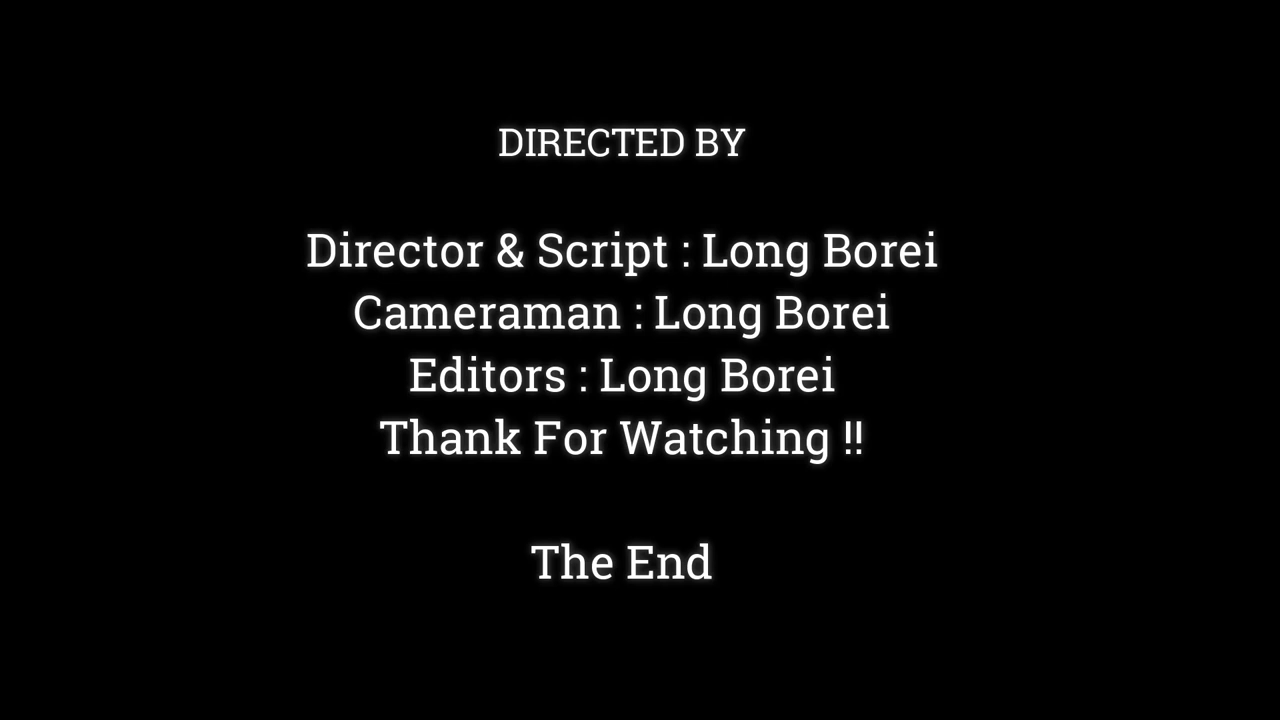 DIRECTED BY
Director & Script : Long Borei
Cameraman : Long Borei
Editors : Long Borei
Thank For Watching !!
The End